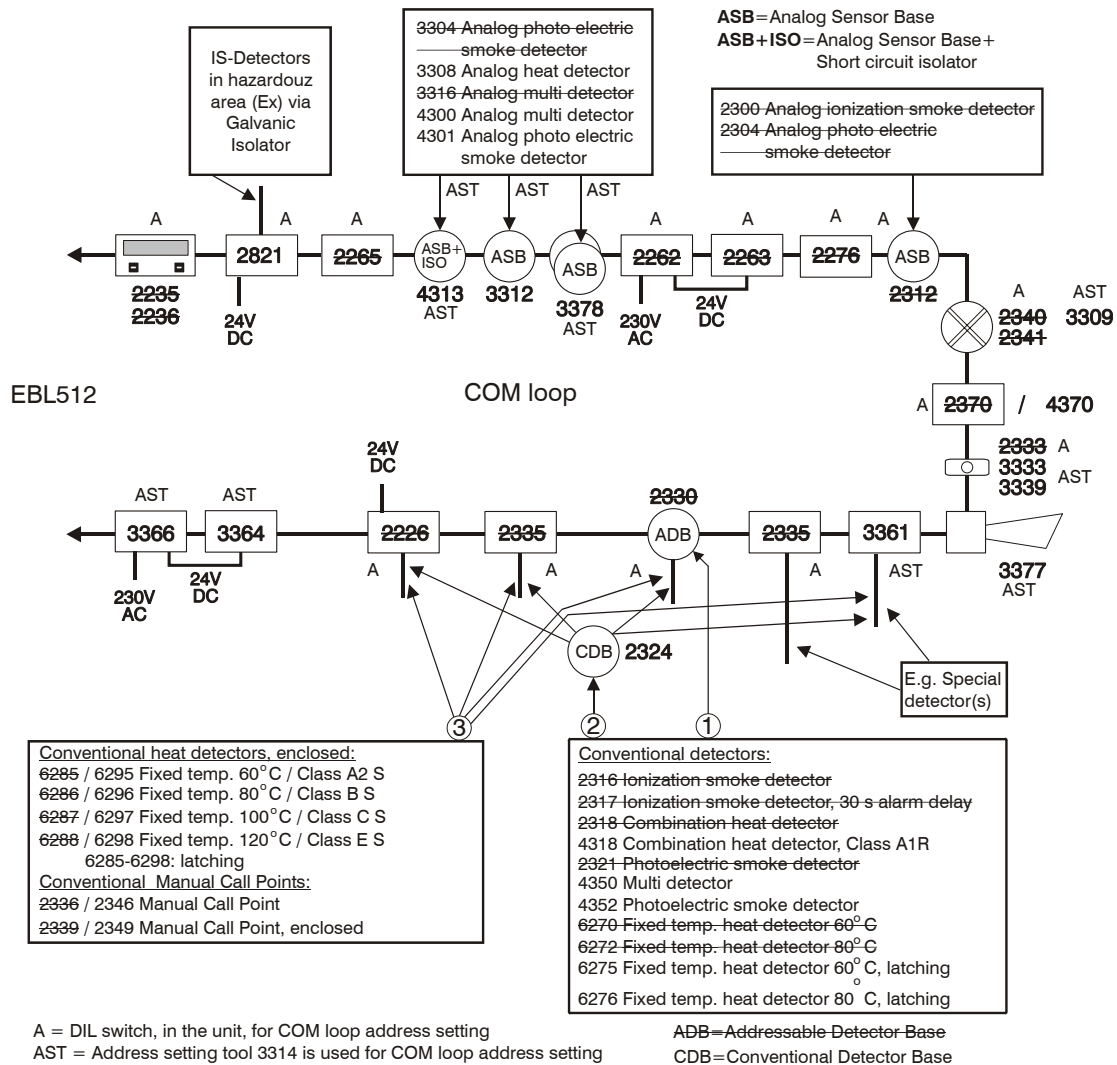 IS-Detectors
in hazardouz
area (Ex) via
Galvanic
Isolator
3304 Analog photo electric
smoke detector
3308 Analog heat detector
3316 Analog multi detector
4300 Analog multi detector
4301 Analog photo electric
smoke detector
ASB=Analog Sensor Base
ASB+ISO=Analog Sensor Base+
Short circuit isolator
2300 Analog ionization smoke detector
2304 Analog photo electric
smoke detector
AST AST AST
A A A A A A A
2821 2265 ASB+ ISO ASB ASB 2262 2263 2276 ASB
2235
2236
24V
DC
4313
AST
3312
3378
AST
230V
AC
24V
DC
2312
A AST
2340 3309
2341
EBL512
COM loop
A 2370 / 4370
2333 A
3333 AST
3339
24V
DC
2330
AST AST
3366 3364 2226 2335 ADB 2335 3361
A A A A AST
3377
AST
230V
AC
24V
DC
CDB 2324
E.g. Special
detector(s)
3 2 1
Conventional heat detectors, enclosed:
6285 / 6295 Fixed temp. 60°C / Class A2 S
6286 / 6296 Fixed temp. 80°C / Class B S
6287 / 6297 Fixed temp. 100°C / Class C S
6288 / 6298 Fixed temp. 120°C / Class E S
6285-6298: latching
Conventional Manual Call Points:
2336 / 2346 Manual Call Point
2339 / 2349 Manual Call Point, enclosed
Conventional detectors:
2316 Ionization smoke detector
2317 Ionization smoke detector, 30 s alarm delay
2318 Combination heat detector
4318 Combination heat detector, Class A1R
2321 Photoelectric smoke detector
4350 Multi detector
4352 Photoelectric smoke detector
6270 Fixed temp. heat detector 60°C
6272 Fixed temp. heat detector 80°C
6275 Fixed temp. heat detector 60°C, latching
6276 Fixed temp. heat detector 80°C, latching
A = DIL switch, in the unit, for COM loop address setting
AST = Address setting tool 3314 is used for COM loop address setting
ADB=Addressable Detector Base
CDB=Conventional Detector Base